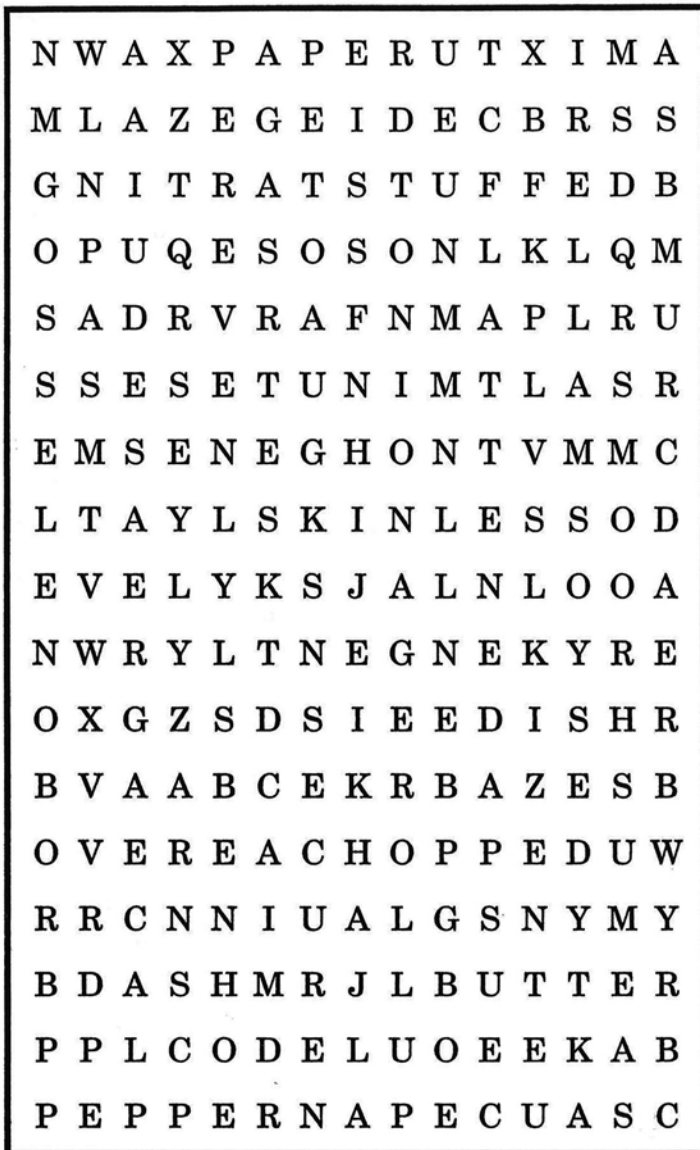 N W A X P A P E R U T X I M A
M L A Z E G E I D E C B R S S
G N I T R A T S T U F F E D B
O P U Q E S O S O N L K L Q M
S A D R V R A F N M A P L R U
S S E S E T U N I M T L A S R
E M S E N E G H O N T V M M C
L T A Y L S K I N L E S S O D
E V E L Y K S J A L N L O O A
N W R Y L T N E G N E K Y R E
O X G Z S D S I E E D I S H R
B V A A B C E K R B A Z E S B
O V E R E A C H O P P E D U W
R R C N N I U A L G S N Y M Y
B D A S H M R J L B U T T E R
P P L C O D E L U O E E K A B
P E P P E R N A P E C U A S C